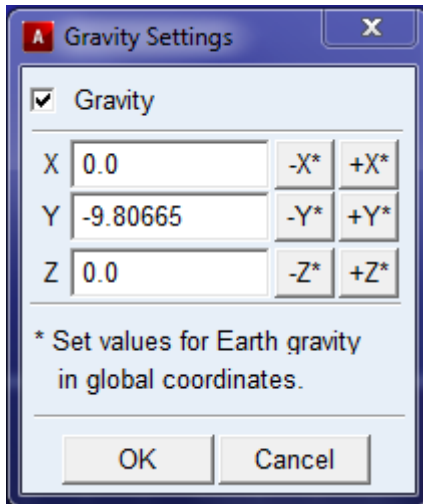 A Gravity Settings X
Gravity
X 0.0 -X* +X*
Y -9.80665 -Y* +Y*
Z 0.0 -Z* +Z*
* Set values for Earth gravity
in global coordinates.
OK Cancel